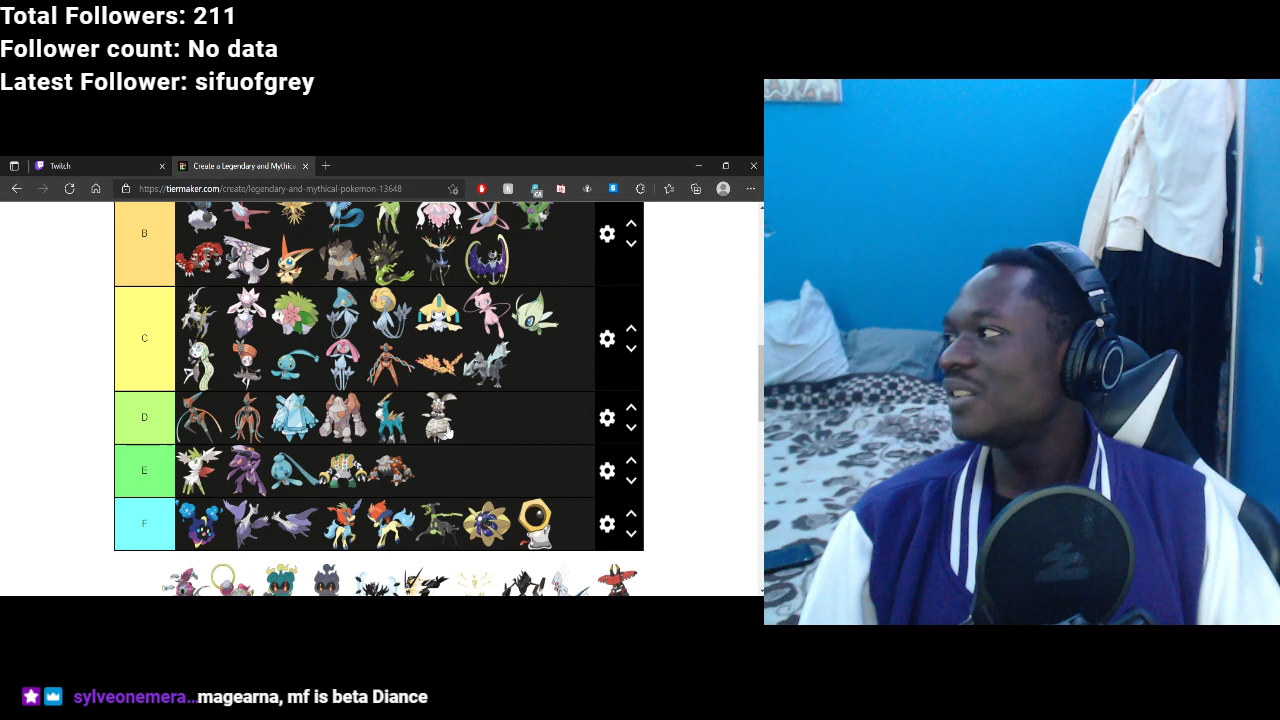 Total Followers: 211
Follower count: No data
Latest Follower: sifuofgrey
Twitch
Create a Legendary and Mythica
https://tiermaker.com/create/legendary-and-mythical-pokemon-13648
B
C
D
E
F
sylveonemera... magearna, mf is beta Diance